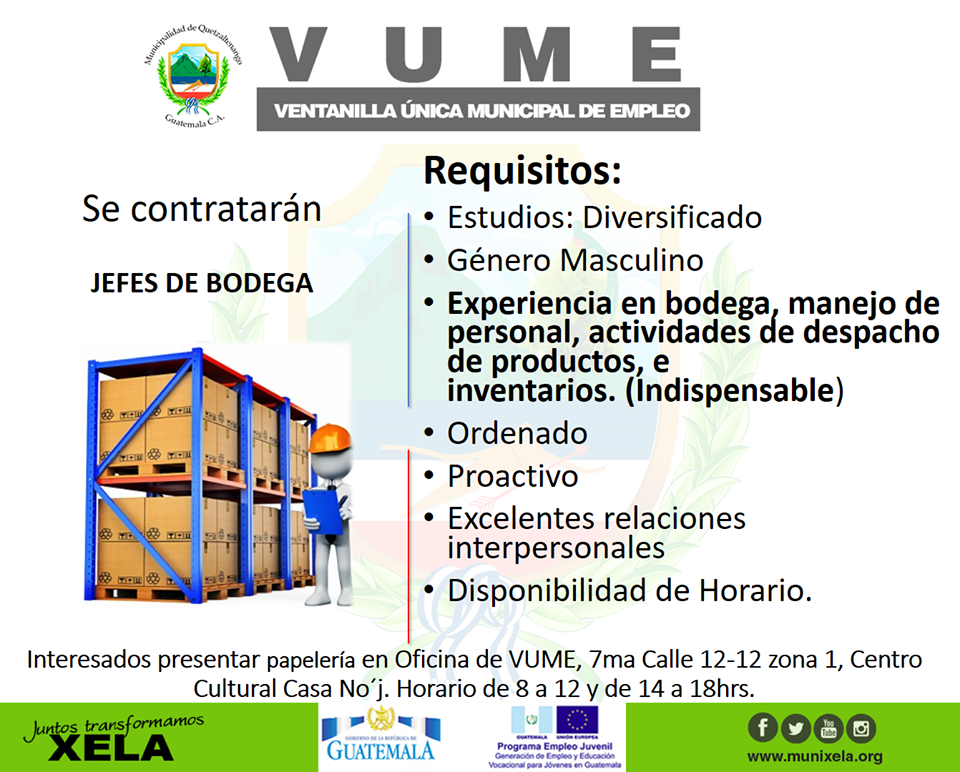 Municipalidad de Quetzaltenango
Guatemala C.A.
VUME
VENTANILLA ÚNICA MUNICIPAL DE EMPLEO
Se contratarán
JEFES DE BODEGA
Requisitos:
• Estudios: Diversificado
• Género Masculino
• Experiencia en bodega, manejo de
personal, actividades de despacho
de productos, e
inventarios. (Indispensable)
• Ordenado
• Proactivo
• Excelentes relaciones
interpersonales
• Disponibilidad de Horario.
Interesados presentar papelería en Oficina de VUME, 7ma Calle 12-12 zona 1, Centro
Cultural Casa No´j. Horario de 8 a 12 y de 14 a 18hrs.
Juntos transformamos
XELA
GOBIERNO DE LA REPÚBLICA DE
GUATEMALA
GUATEMALA UNIÓN EUROPEA
Programa Empleo Juvenil
Generación de Empleo y Educación
Vocacional para Jóvenes en Guatemala
You
Tube
www.munixela.org